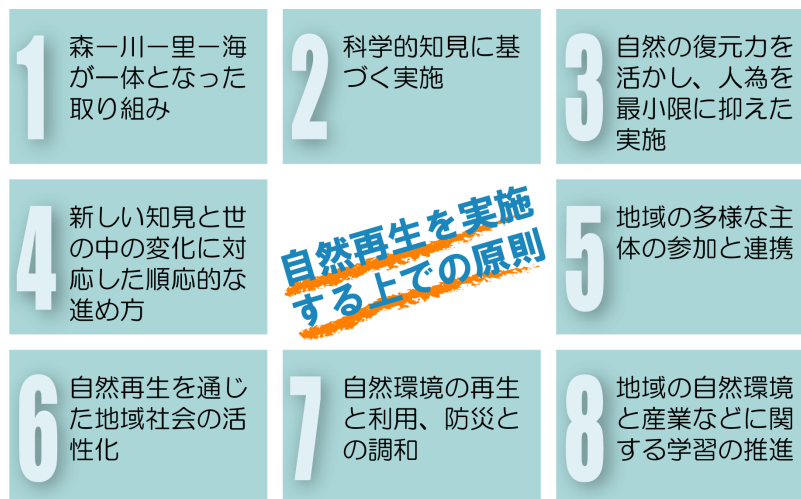 1
森ー川ー里ー海
が一体となった
取り組み
2
科学的知見に基
づく実施
3
自然の復元力を
活かし、人為を
最小限に抑えた
実施
4
新しい知見と世
の中の変化に対
応した順応的な
進め方
自然再生を実施
する上での原則
5
地域の多様な主
体の参加と連携
6
自然再生を通じ
た地域社会の活
性化
7
自然環境の再生
と利用、防災と
の調和
8
地域の自然環境
と産業などに関
する学習の推進